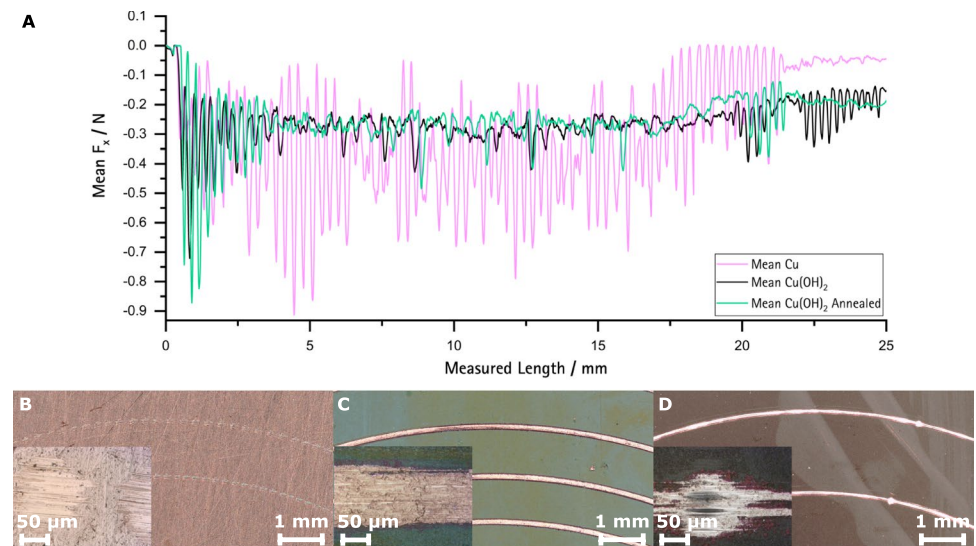 A
0.1
0.0
-0.1
-0.2
-0.3
-0.4
-0.5
-0.6
-0.7
-0.8
-0.9
Mean Fₓ / N
Mean Cu
Mean Cu(OH)₂
Mean Cu(OH)₂ Annealed
0 5 10 15 20 25
Measured Length / mm
B
50 µm
1 mm
C
50 µm
1 mm
D
50 µm
1 mm